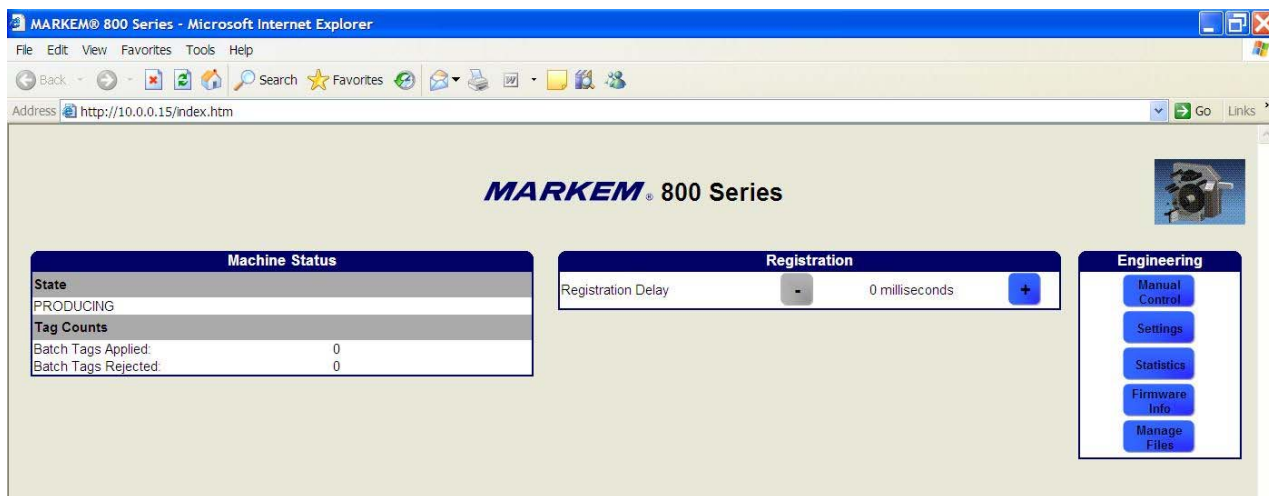 MARKEM® 800 Series - Microsoft Internet Explorer
File Edit View Favorites Tools Help
Back Search Favorites
Address http://10.0.0.15/index.htm Go Links »
MARKEM® 800 Series
Machine Status
State
PRODUCING
Tag Counts
Batch Tags Applied: 0
Batch Tags Rejected: 0
Registration
Registration Delay - 0 milliseconds +
Engineering
Manual
Control
Settings
Statistics
Firmware
Info
Manage
Files